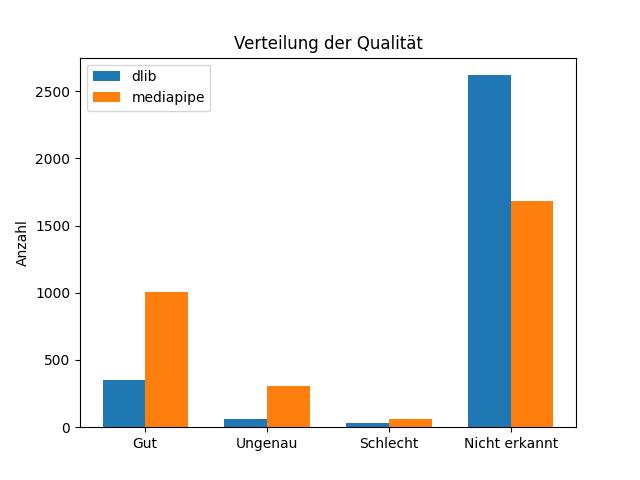 Verteilung der Qualität
dlib
mediapipe
Anzahl
2500
2000
1500
1000
500
0
Gut
Ungenau
Schlecht
Nicht erkannt